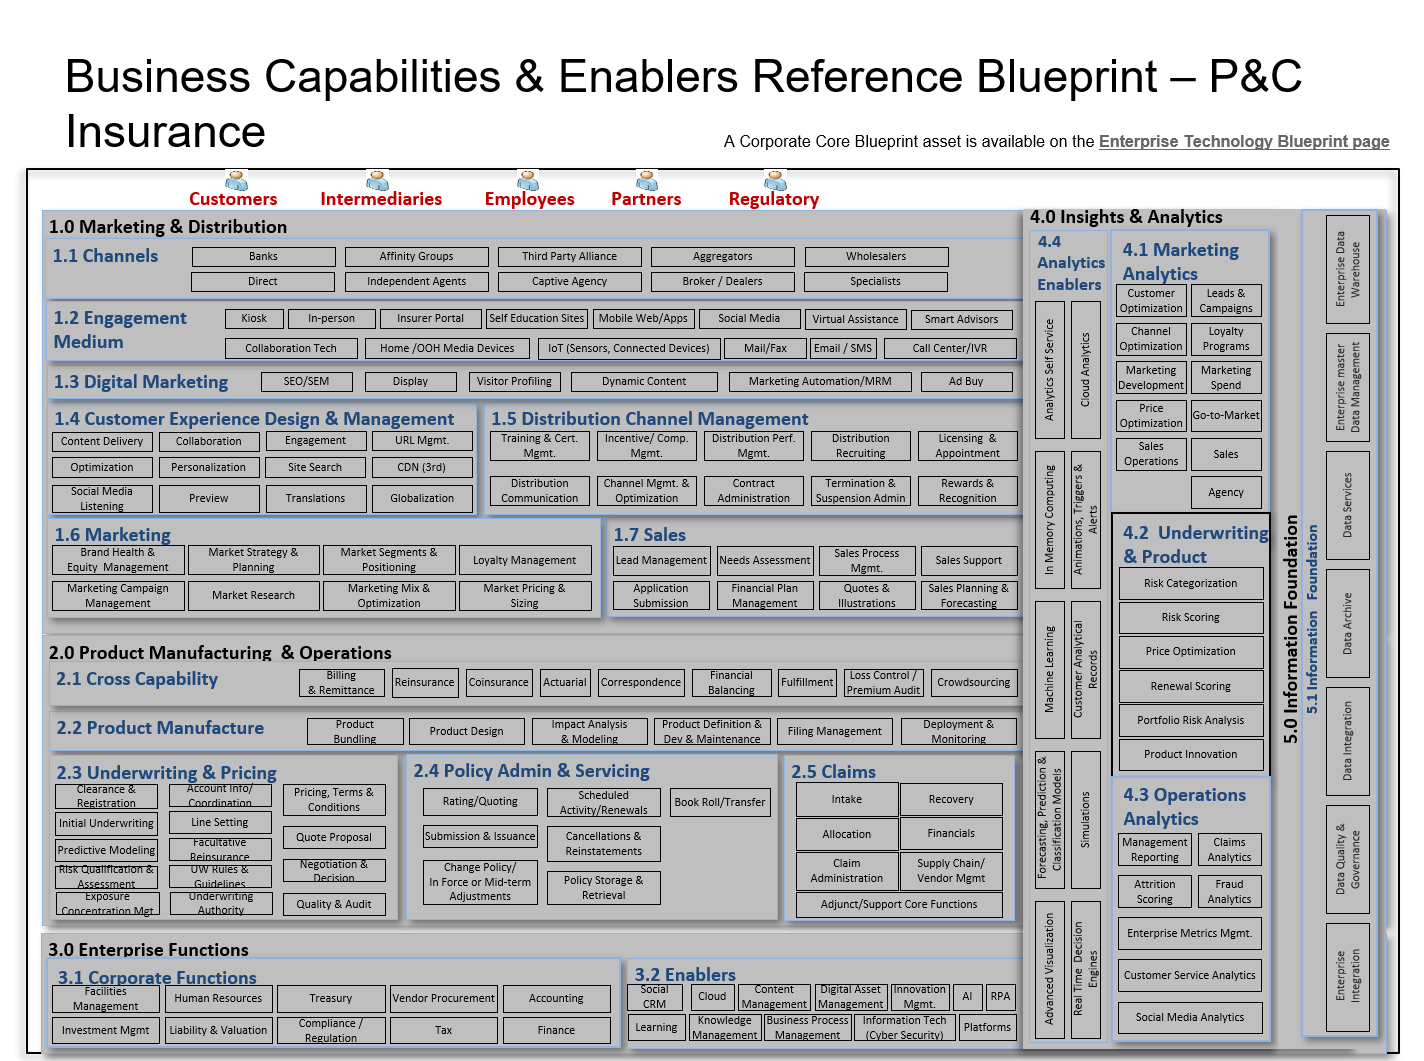 Business Capabilities & Enablers Reference Blueprint – P&C
Insurance
A Corporate Core Blueprint asset is available on the Enterprise Technology Blueprint page
Customers
Intermediaries
Employees
Partners
Regulatory
1.0 Marketing & Distribution
1.1 Channels
Banks
Affinity Groups
Third Party Alliance
Aggregators
Wholesalers
Direct
Independent Agents
Captive Agency
Broker / Dealers
Specialists
1.2 Engagement
Medium
Kiosk
In-person
Insurer Portal
Self Education Sites
Mobile Web/Apps
Social Media
Virtual Assistance
Smart Advisors
Collaboration Tech
Home /OOH Media Devices
IoT (Sensors, Connected Devices)
Mail/Fax
Email / SMS
Call Center/IVR
1.3 Digital Marketing
SEO/SEM
Display
Visitor Profiling
Dynamic Content
Marketing Automation/MRM
Ad Buy
1.4 Customer Experience Design & Management
Content Delivery
Collaboration
Engagement
URL Mgmt.
Optimization
Personalization
Site Search
CDN (3rd)
Social Media
Listening
Preview
Translations
Globalization
1.5 Distribution Channel Management
Training & Cert.
Mgmt.
Incentive/ Comp.
Mgmt.
Distribution Perf.
Mgmt.
Distribution
Recruiting
Licensing &
Appointment
Distribution
Communication
Channel Mgmt. &
Optimization
Contract
Administration
Termination &
Suspension Admin
Rewards &
Recognition
1.6 Marketing
Brand Health &
Equity Management
Market Strategy &
Planning
Market Segments &
Positioning
Loyalty Management
Marketing Campaign
Management
Market Research
Marketing Mix &
Optimization
Market Pricing &
Sizing
1.7 Sales
Lead Management
Needs Assessment
Sales Process
Mgmt.
Sales Support
Application
Submission
Financial Plan
Management
Quotes &
Illustrations
Sales Planning &
Forecasting
2.0 Product Manufacturing & Operations
2.1 Cross Capability
Billing
& Remittance
Reinsurance
Coinsurance
Actuarial
Correspondence
Financial
Balancing
Fulfillment
Loss Control /
Premium Audit
Crowdsourcing
2.2 Product Manufacture
Product
Bundling
Product Design
Impact Analysis
& Modeling
Product Definition &
Dev & Maintenance
Filing Management
Deployment &
Monitoring
2.3 Underwriting & Pricing
Clearance &
Registration
Account Info/
Coordination
Pricing, Terms &
Conditions
Initial Underwriting
Line Setting
Quote Proposal
Predictive Modeling
Facultative
Reinsurance
Negotiation &
Decision
Risk Qualification &
Assessment
UW Rules &
Guidelines
Exposure
Concentration Mgt
Underwriting
Authority
Quality & Audit
2.4 Policy Admin & Servicing
Rating/Quoting
Scheduled
Activity/Renewals
Book Roll/Transfer
Submission & Issuance
Cancellations &
Reinstatements
Change Policy/
In Force or Mid-term
Adjustments
Policy Storage &
Retrieval
2.5 Claims
Intake
Recovery
Allocation
Financials
Claim
Administration
Supply Chain/
Vendor Mgmt
Adjunct/Support Core Functions
3.0 Enterprise Functions
3.1 Corporate Functions
Facilities
Management
Human Resources
Treasury
Vendor Procurement
Accounting
Investment Mgmt
Liability & Valuation
Compliance /
Regulation
Tax
Finance
3.2 Enablers
Social
CRM
Cloud
Content
Management
Digital Asset
Management
Innovation
Mgmt.
AI
RPA
Learning
Knowledge
Management
Business Process
Management
Information Tech
(Cyber Security)
Platforms
4.0 Insights & Analytics
4.4
Analytics
Enablers
Analytics Self Service
Cloud Analytics
In Memory Computing
Animations, Triggers &
Alerts
Machine Learning
Customer Analytical
Records
Forecasting, Prediction &
Classification Models
Simulations
Advanced Visualization
Real Time Decision
Engines
4.1 Marketing
Analytics
Customer
Optimization
Leads &
Campaigns
Channel
Optimization
Loyalty
Programs
Marketing
Development
Marketing
Spend
Price
Optimization
Go-to-Market
Sales
Operations
Sales
Agency
4.2 Underwriting
& Product
Risk Categorization
Risk Scoring
Price Optimization
Renewal Scoring
Portfolio Risk Analysis
Product Innovation
4.3 Operations
Analytics
Management
Reporting
Claims
Analytics
Attrition
Scoring
Fraud
Analytics
Enterprise Metrics Mgmt.
Customer Service Analytics
Social Media Analytics
5.0 Information Foundation
5.1 Information Foundation
Enterprise Data
Warehouse
Enterprise master
Data Management
Data Services
Data Archive
Data Integration
Data Quality &
Governance
Enterprise
Integration